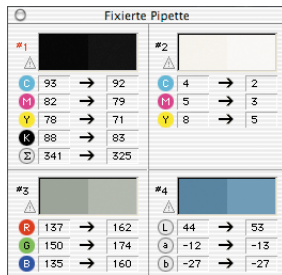 Fixierte Pipette
#1
C 93 → 92
M 82 → 79
Y 78 → 71
K 88 → 83
Σ 341 → 325
#2
C 4 → 2
M 5 → 3
Y 8 → 5
#3
R 137 → 162
G 150 → 174
B 135 → 160
#4
L 44 → 53
a -12 → -13
b -27 → -27